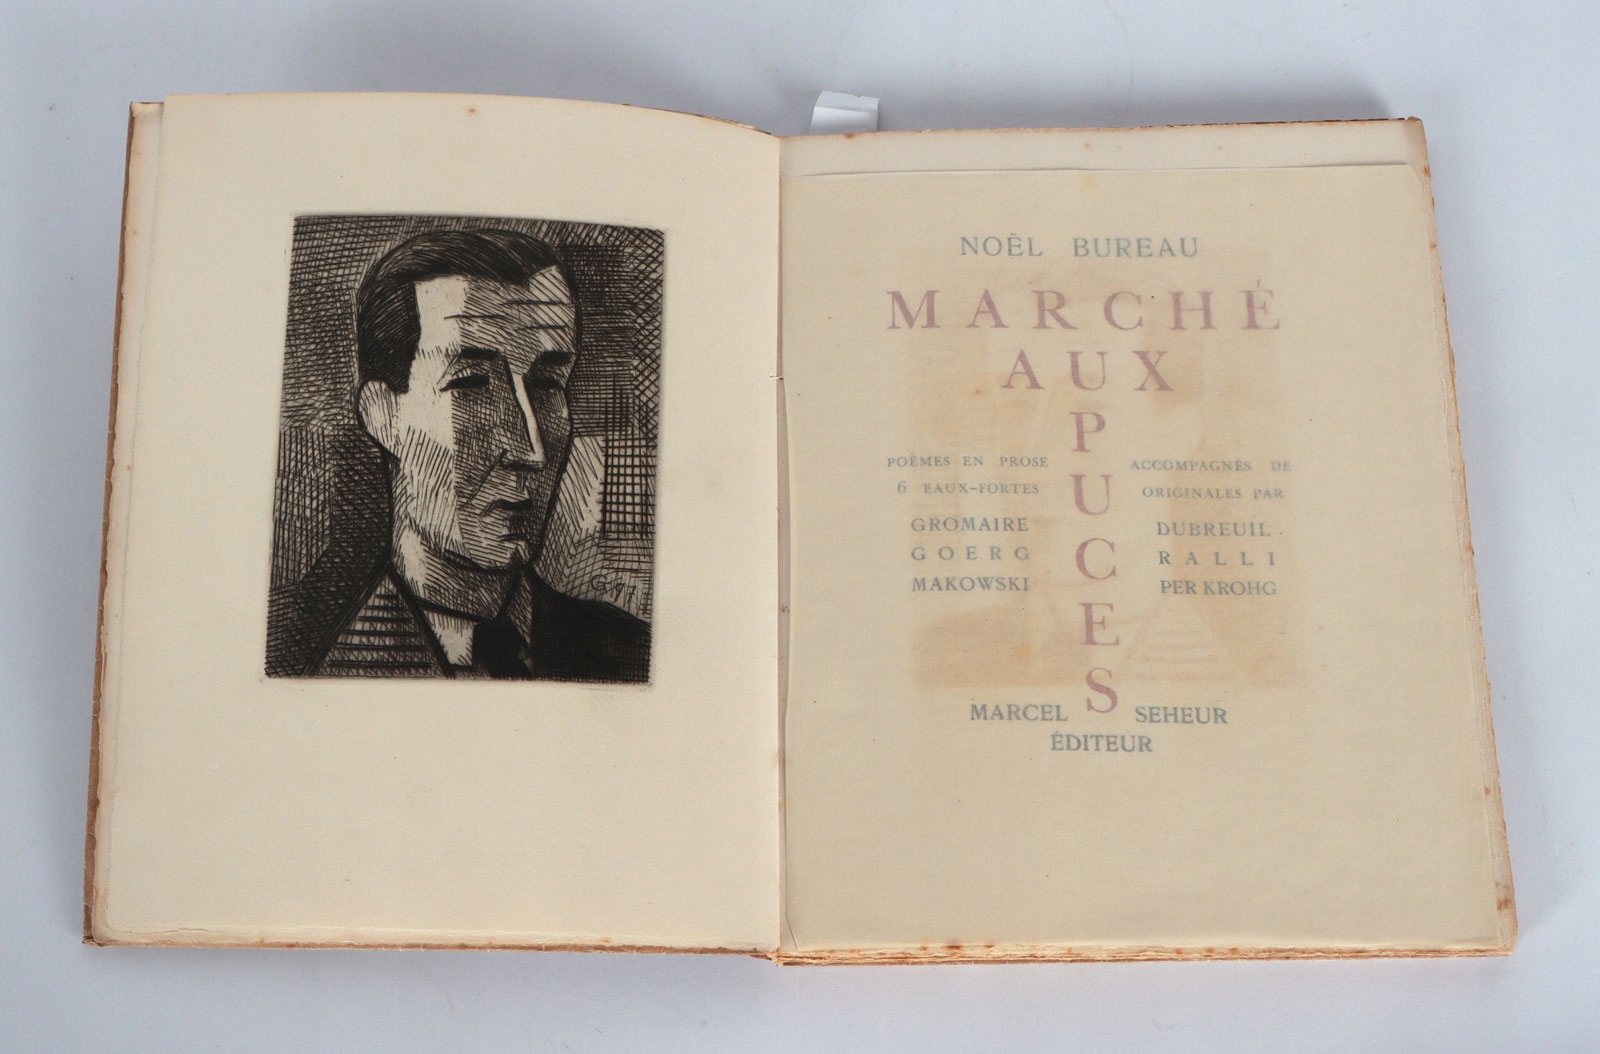 NOËL BUREAU
MARCHÉ
AUX
PUCES
POÈMES EN PROSE ACCOMPAGNÉS DE
6 EAUX-FORTES ORIGINALES PAR
GROMAIRE DUBREUIL
GOERG RALLI
MAKOWSKI PER KROHG
MARCEL SEHEUR
ÉDITEUR